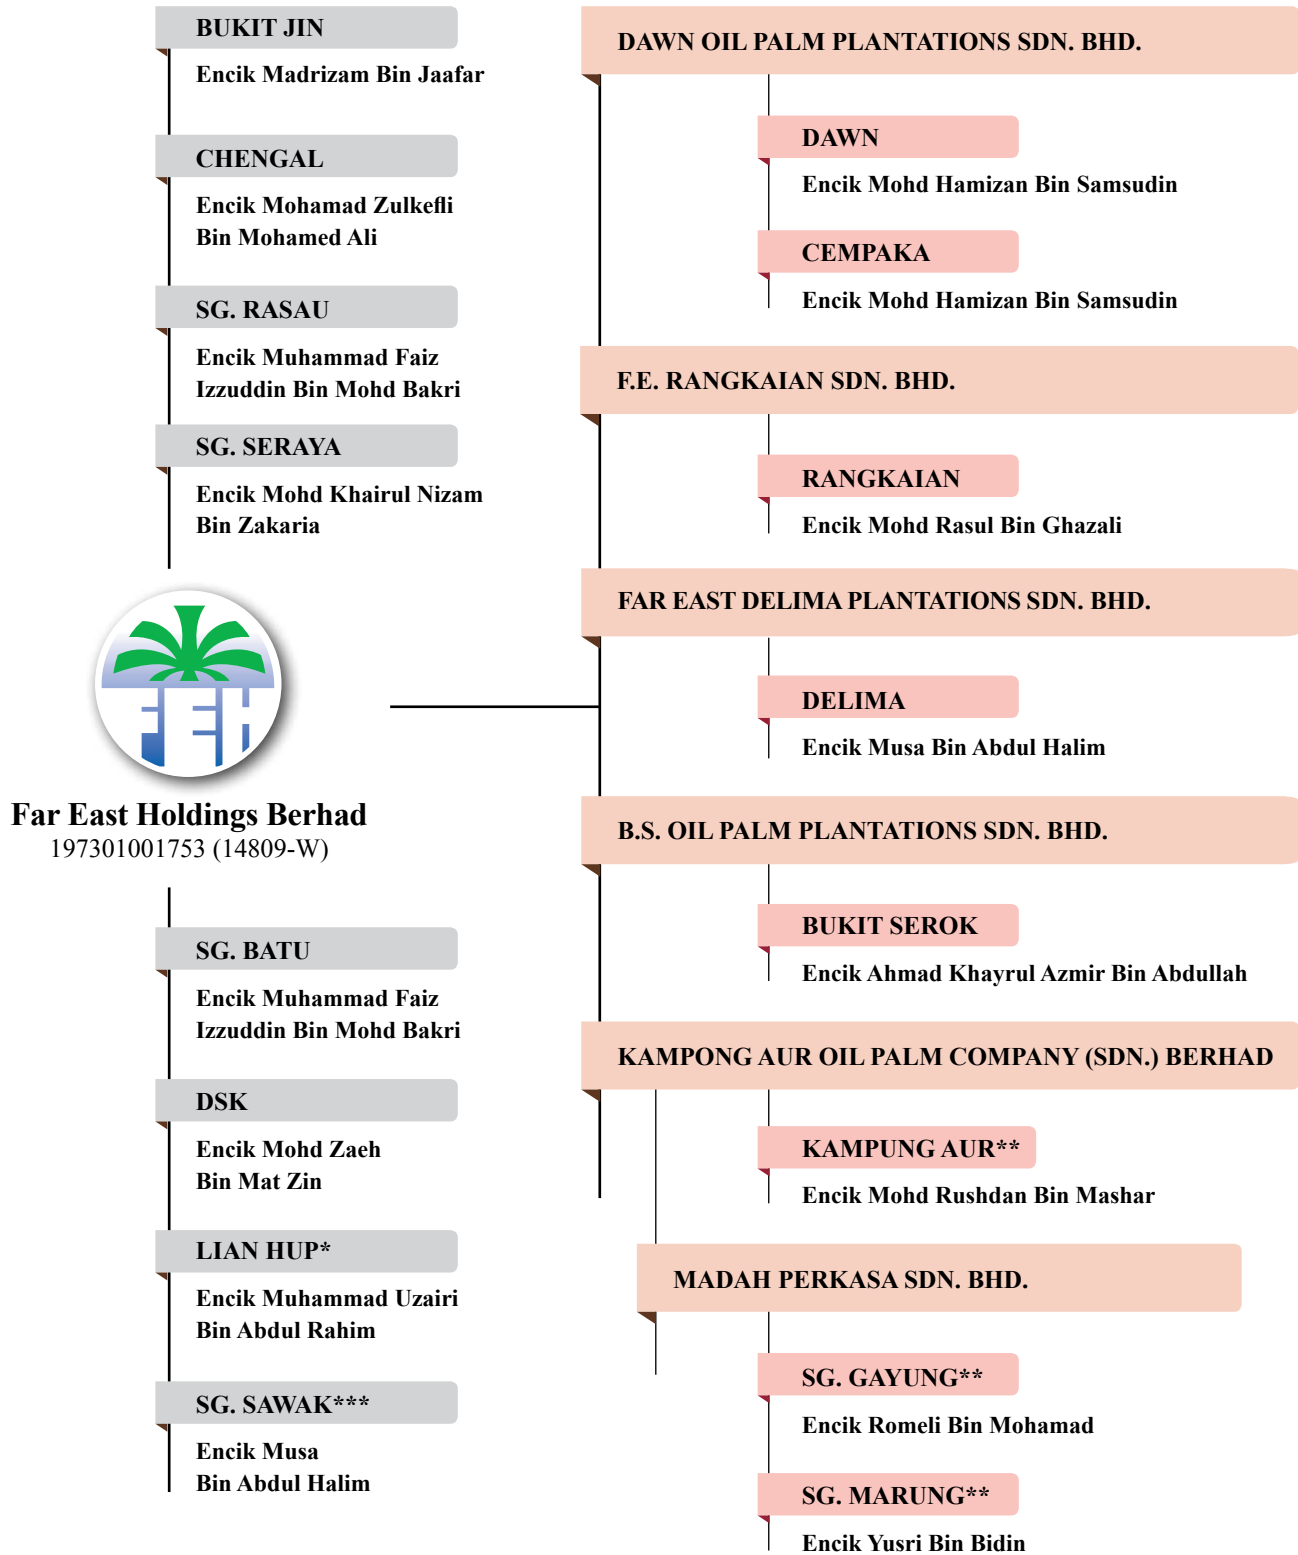 BUKIT JIN
Encik Madrizam Bin Jaafar
CHENGAL
Encik Mohamad Zulkefli
Bin Mohamed Ali
SG. RASAU
Encik Muhammad Faiz
Izzuddin Bin Mohd Bakri
SG. SERAYA
Encik Mohd Khairul Nizam
Bin Zakaria
FEH
Far East Holdings Berhad
197301001753 (14809-W)
SG. BATU
Encik Muhammad Faiz
Izzuddin Bin Mohd Bakri
DSK
Encik Mohd Zaeh
Bin Mat Zin
LIAN HUP*
Encik Muhammad Uzairi
Bin Abdul Rahim
SG. SAWAK***
Encik Musa
Bin Abdul Halim
DAWN OIL PALM PLANTATIONS SDN. BHD.
DAWN
Encik Mohd Hamizan Bin Samsudin
CEMPAKA
Encik Mohd Hamizan Bin Samsudin
F.E. RANGKAIAN SDN. BHD.
RANGKAIAN
Encik Mohd Rasul Bin Ghazali
FAR EAST DELIMA PLANTATIONS SDN. BHD.
DELIMA
Encik Musa Bin Abdul Halim
B.S. OIL PALM PLANTATIONS SDN. BHD.
BUKIT SEROK
Encik Ahmad Khayrul Azmir Bin Abdullah
KAMPONG AUR OIL PALM COMPANY (SDN.) BERHAD
KAMPUNG AUR**
Encik Mohd Rushdan Bin Mashar
MADAH PERKASA SDN. BHD.
SG. GAYUNG**
Encik Romeli Bin Mohamad
SG. MARUNG**
Encik Yusri Bin Bidin